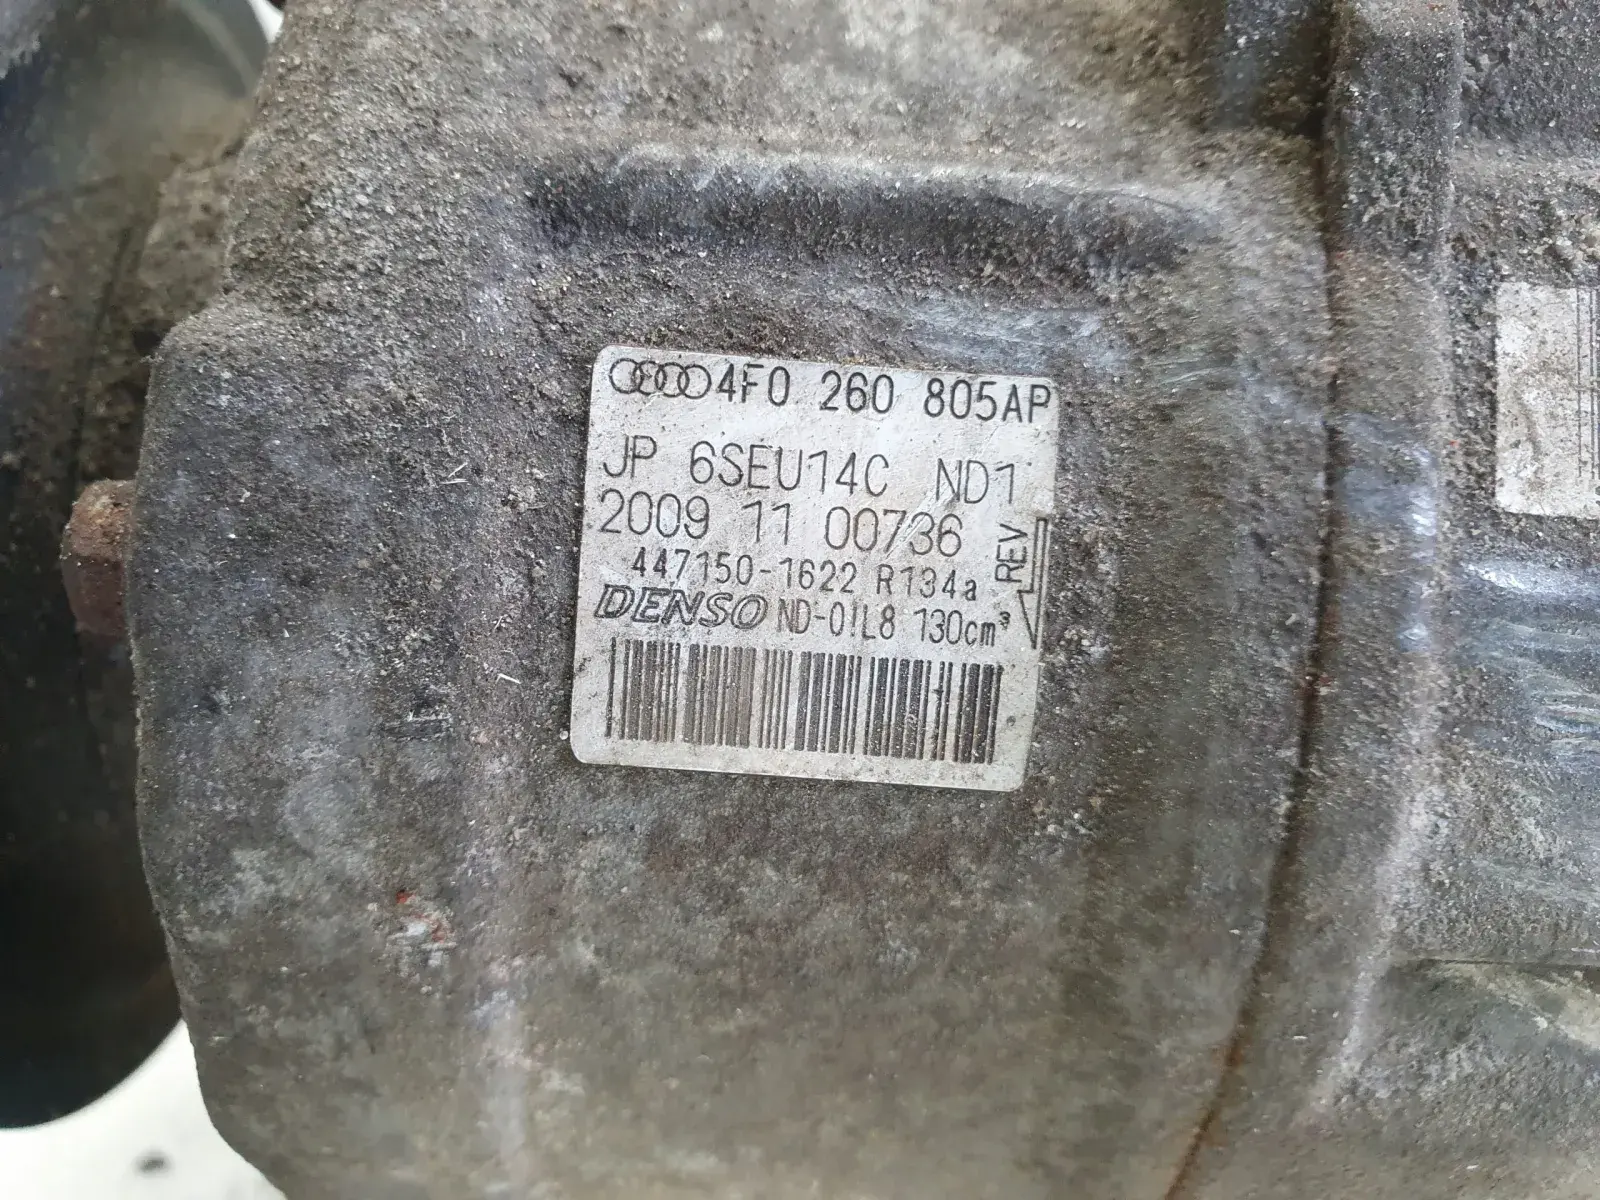 4F0 260 805AP
JP 6SEU14C ND1
2009 11 00736
REV
447150-1622 R134a
DENSO ND-OIL8 130cm³